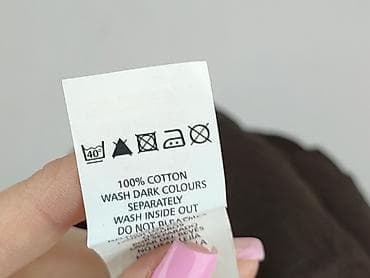 40°
100% COTTON
WASH DARK COLOURS
SEPARATELY
WASH INSIDE OUT
DO NOT BLEACH